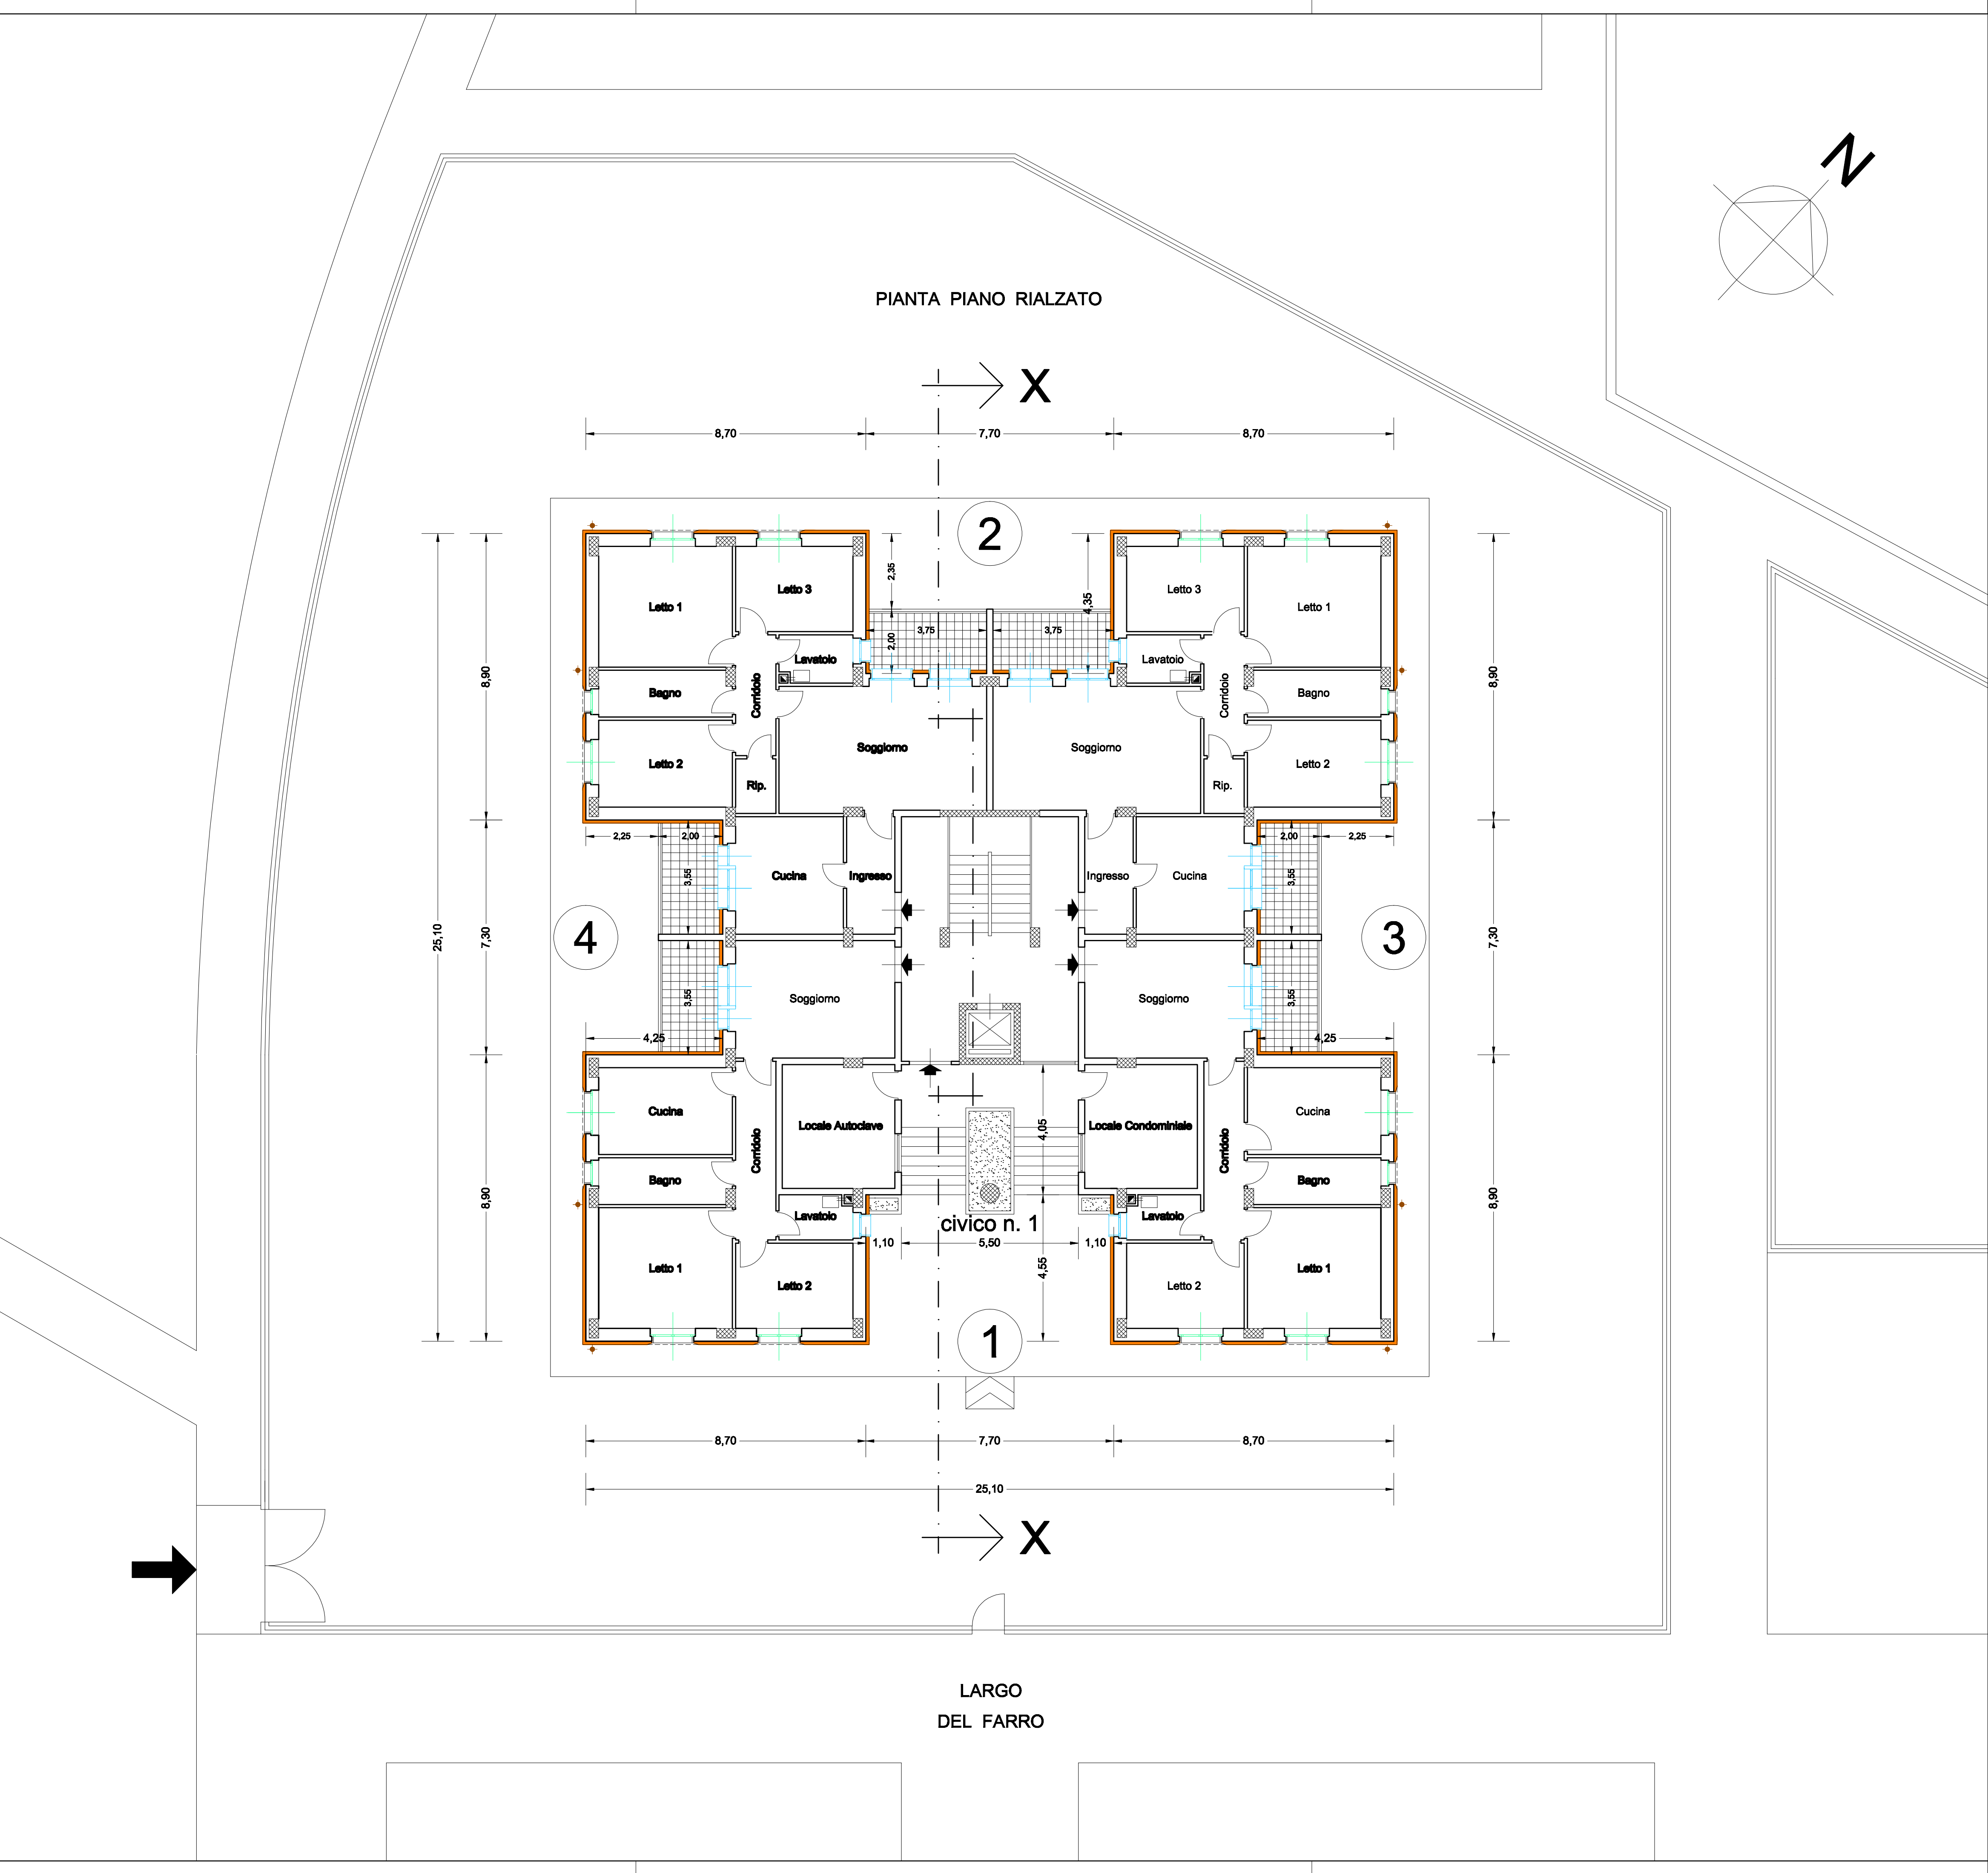 N
PIANTA PIANO RIALZATO
X
8,70
7,70
8,70
2
2,35
4,35
Letto 3
Letto 3
Letto 1
Letto 1
3,75
3,75
2,00
Lavatoio
Lavatoio
8,90
8,90
Bagno
Corridoio
Corridoio
Bagno
Soggiorno
Soggiorno
Letto 2
Letto 2
Rip.
Rip.
2,25
2,00
2,00
2,25
3,55
Cucina
Ingresso
Ingresso
Cucina
3,55
25,10
4
7,30
3
7,30
3,55
Soggiorno
Soggiorno
3,55
4,25
4,25
Cucina
Locale Autoclave
4,05
Locale Condominiale
Cucina
Corridoio
Corridoio
Bagno
Bagno
8,90
8,90
Lavatoio
civico n. 1
Lavatoio
1,10
5,50
1,10
Letto 1
4,55
Letto 1
Letto 2
Letto 2
1
8,70
7,70
8,70
25,10
X
LARGO
DEL FARRO